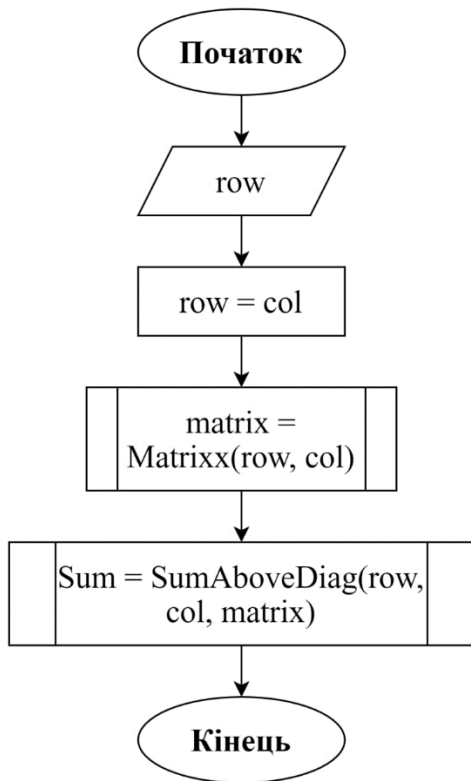 Початок
row
row = col
matrix =
Matrixx(row, col)
Sum = SumAboveDiag(row,
col, matrix)
Кінець